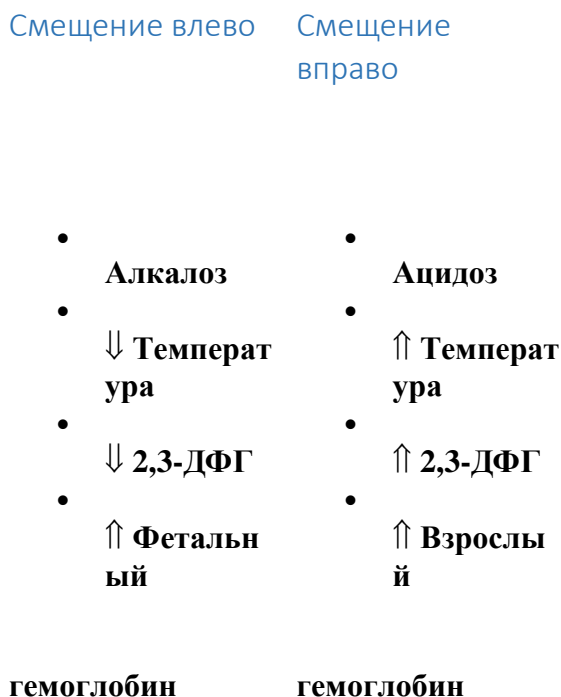 Смещение влево
Смещение
вправо
• Алкалоз
• ⇓ Температ
ура
• ⇓ 2,3-ДФГ
• ⇑ Фетальн
ый
гемоглобин
• Ацидоз
• ⇑ Температ
ура
• ⇑ 2,3-ДФГ
• ⇑ Взрослы
й
гемоглобин